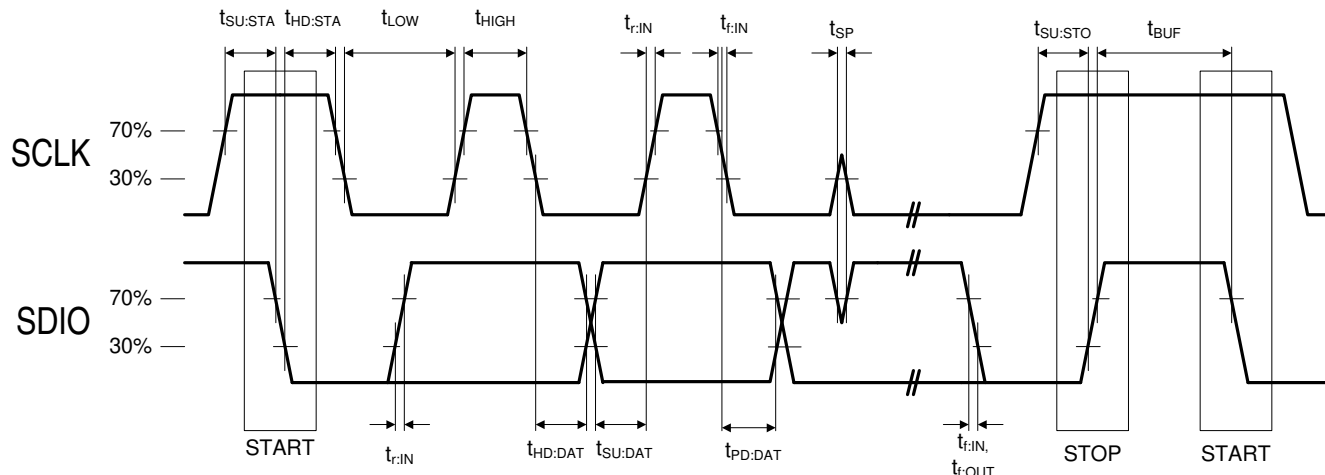 tSU:STA tHD:STA tLOW tHIGH tr:IN tf:IN tSP tSU:STO tBUF
SCLK
70%
30%
SDIO
70%
30%
START
tr:IN
tHD:DAT
tSU:DAT
tPD:DAT
tf:IN,
tf:OUT
STOP
START